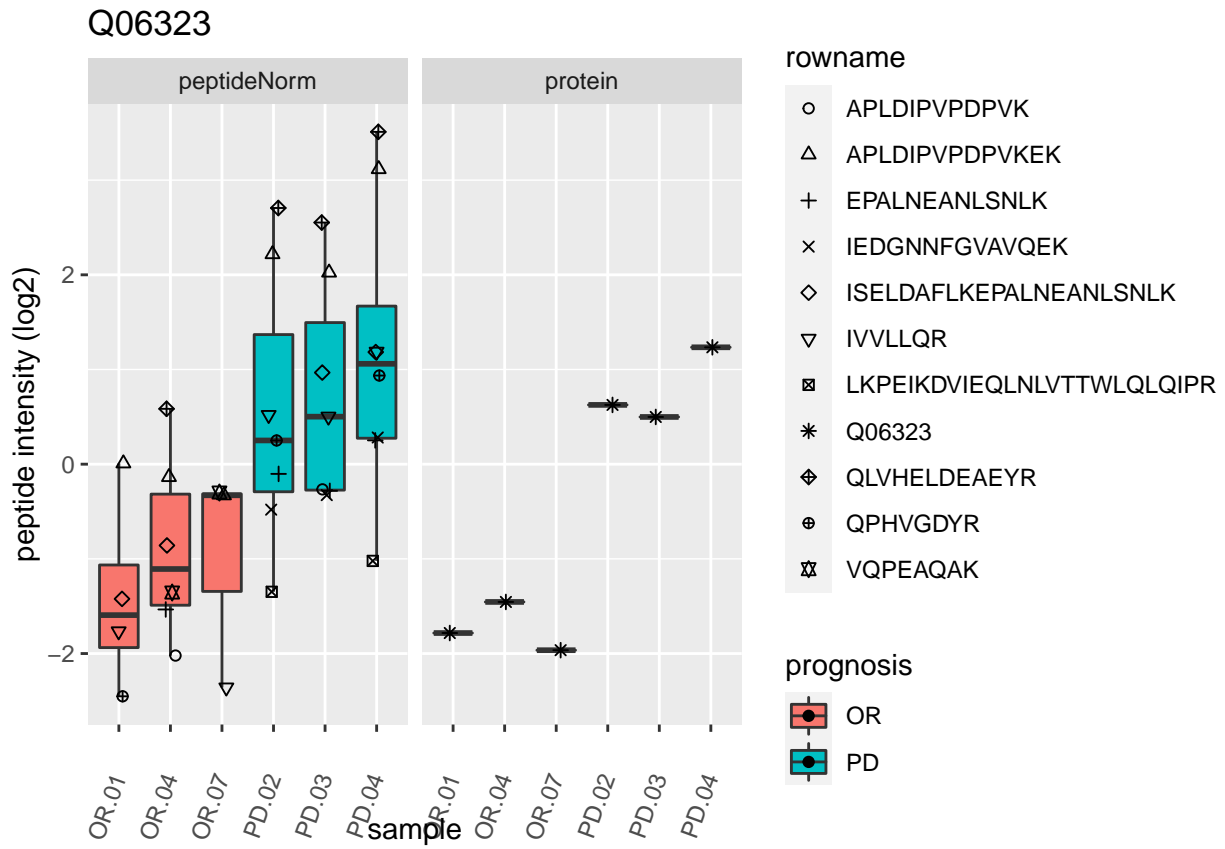 Q06323
peptideNorm
protein
peptide intensity (log2)
2
0
−2
OR.01
OR.04
OR.07
PD.02
PD.03
PD.04
OR.01
OR.04
OR.07
PD.02
PD.03
PD.04
sample
rowname
APLDIPVPDPVK
APLDIPVPDPVKEK
EPALNEANLSNLK
IEDGNNFGVAVQEK
ISELDAFLKEPALNEANLSNLK
IVVLLQR
LKPEIKDVIEQLNLVTTWLQLQIPR
Q06323
QLVHELDEAEYR
QPHVGDYR
VQPEAQAK
prognosis
OR
PD